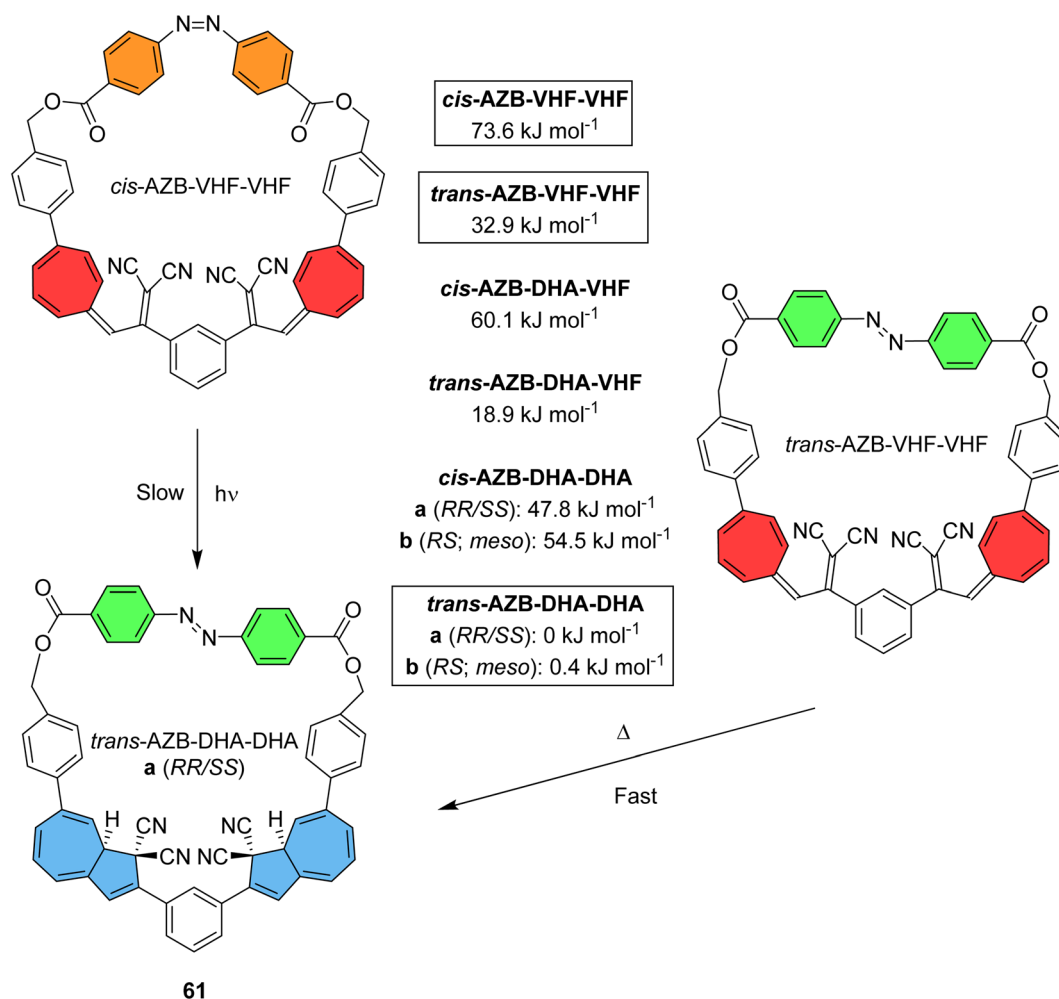 N=N
O
O
O
O
cis-AZB-VHF-VHF
CN
CN
CN
CN
Slow
hν
cis-AZB-VHF-VHF
73.6 kJ mol⁻¹
trans-AZB-VHF-VHF
32.9 kJ mol⁻¹
cis-AZB-DHA-VHF
60.1 kJ mol⁻¹
trans-AZB-DHA-VHF
18.9 kJ mol⁻¹
cis-AZB-DHA-DHA
a (RR/SS): 47.8 kJ mol⁻¹
b (RS; meso): 54.5 kJ mol⁻¹
trans-AZB-DHA-DHA
a (RR/SS): 0 kJ mol⁻¹
b (RS; meso): 0.4 kJ mol⁻¹
O
O
N
N
O
O
trans-AZB-VHF-VHF
CN
CN
CN
CN
Δ
Fast
O
O
N
N
O
O
trans-AZB-DHA-DHA
a (RR/SS)
H
CN
CN
NC
NC
H
61